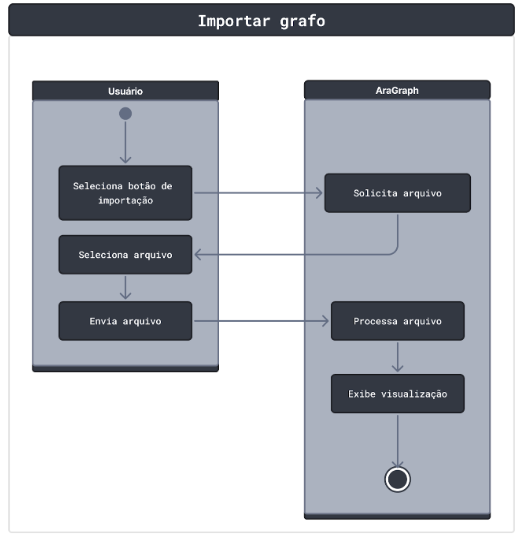 Importar grafo
Usuário
AraGraph
Seleciona botão de
importação
Solicita arquivo
Seleciona arquivo
Envia arquivo
Processa arquivo
Exibe visualização